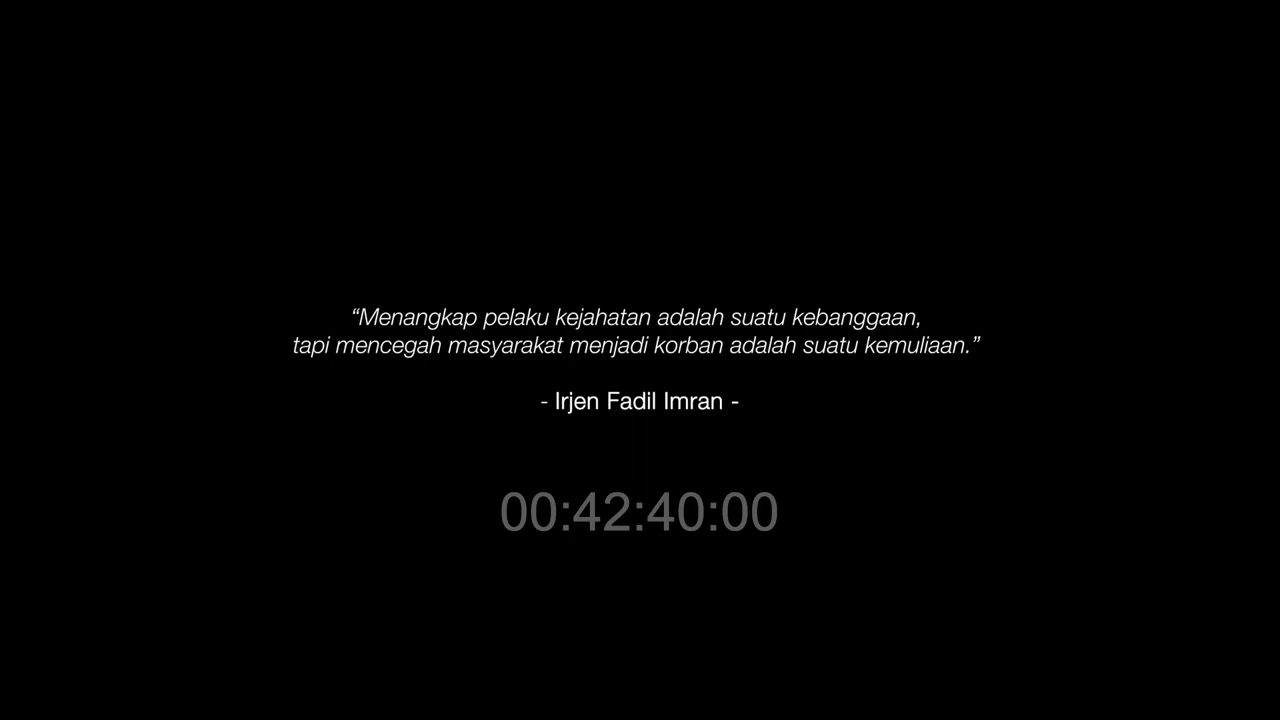 “Menangkap pelaku kejahatan adalah suatu kebanggaan,
tapi mencegah masyarakat menjadi korban adalah suatu kemuliaan.”
- Irjen Fadil Imran -
00:42:40:00